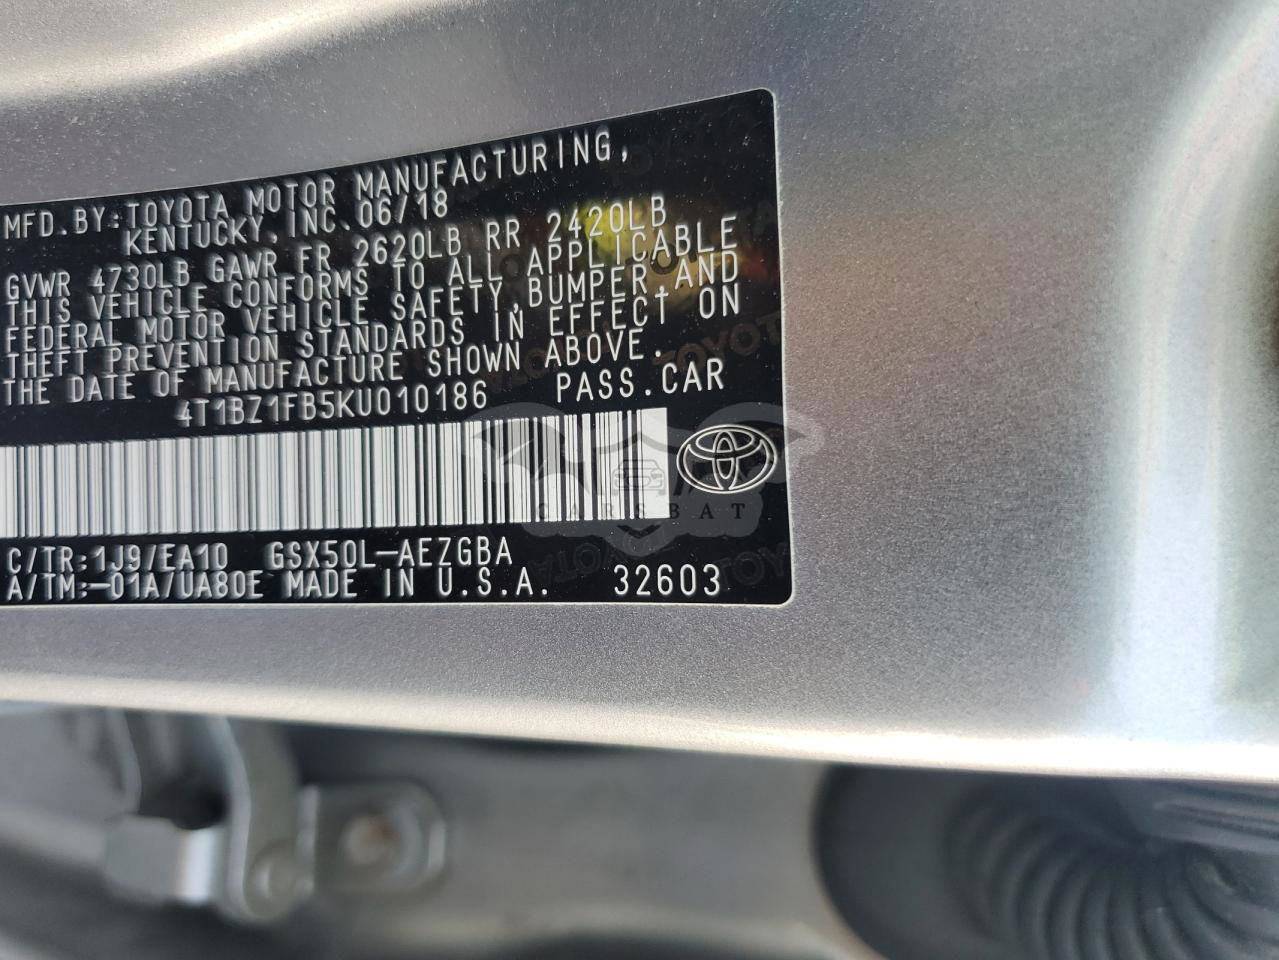 MFD.BY:TOYOTA MOTOR MANUFACTURING,
KENTUCKY, INC. 06/18
GVWR 4730LB GAWR FR 2620LB RR 2420LB
THIS VEHICLE CONFORMS TO ALL APPLICABLE
FEDERAL MOTOR VEHICLE SAFETY,BUMPER,AND
THEFT PREVENTION STANDARDS IN EFFECT ON
THE DATE OF MANUFACTURE SHOWN ABOVE.
4T1BZ1FB5KU010186 PASS.CAR
CARSBAT
C/TR:1J9/EA10 GSX50L-AEZGBA
A/TM:-01A/UA80E MADE IN U.S.A. 32603